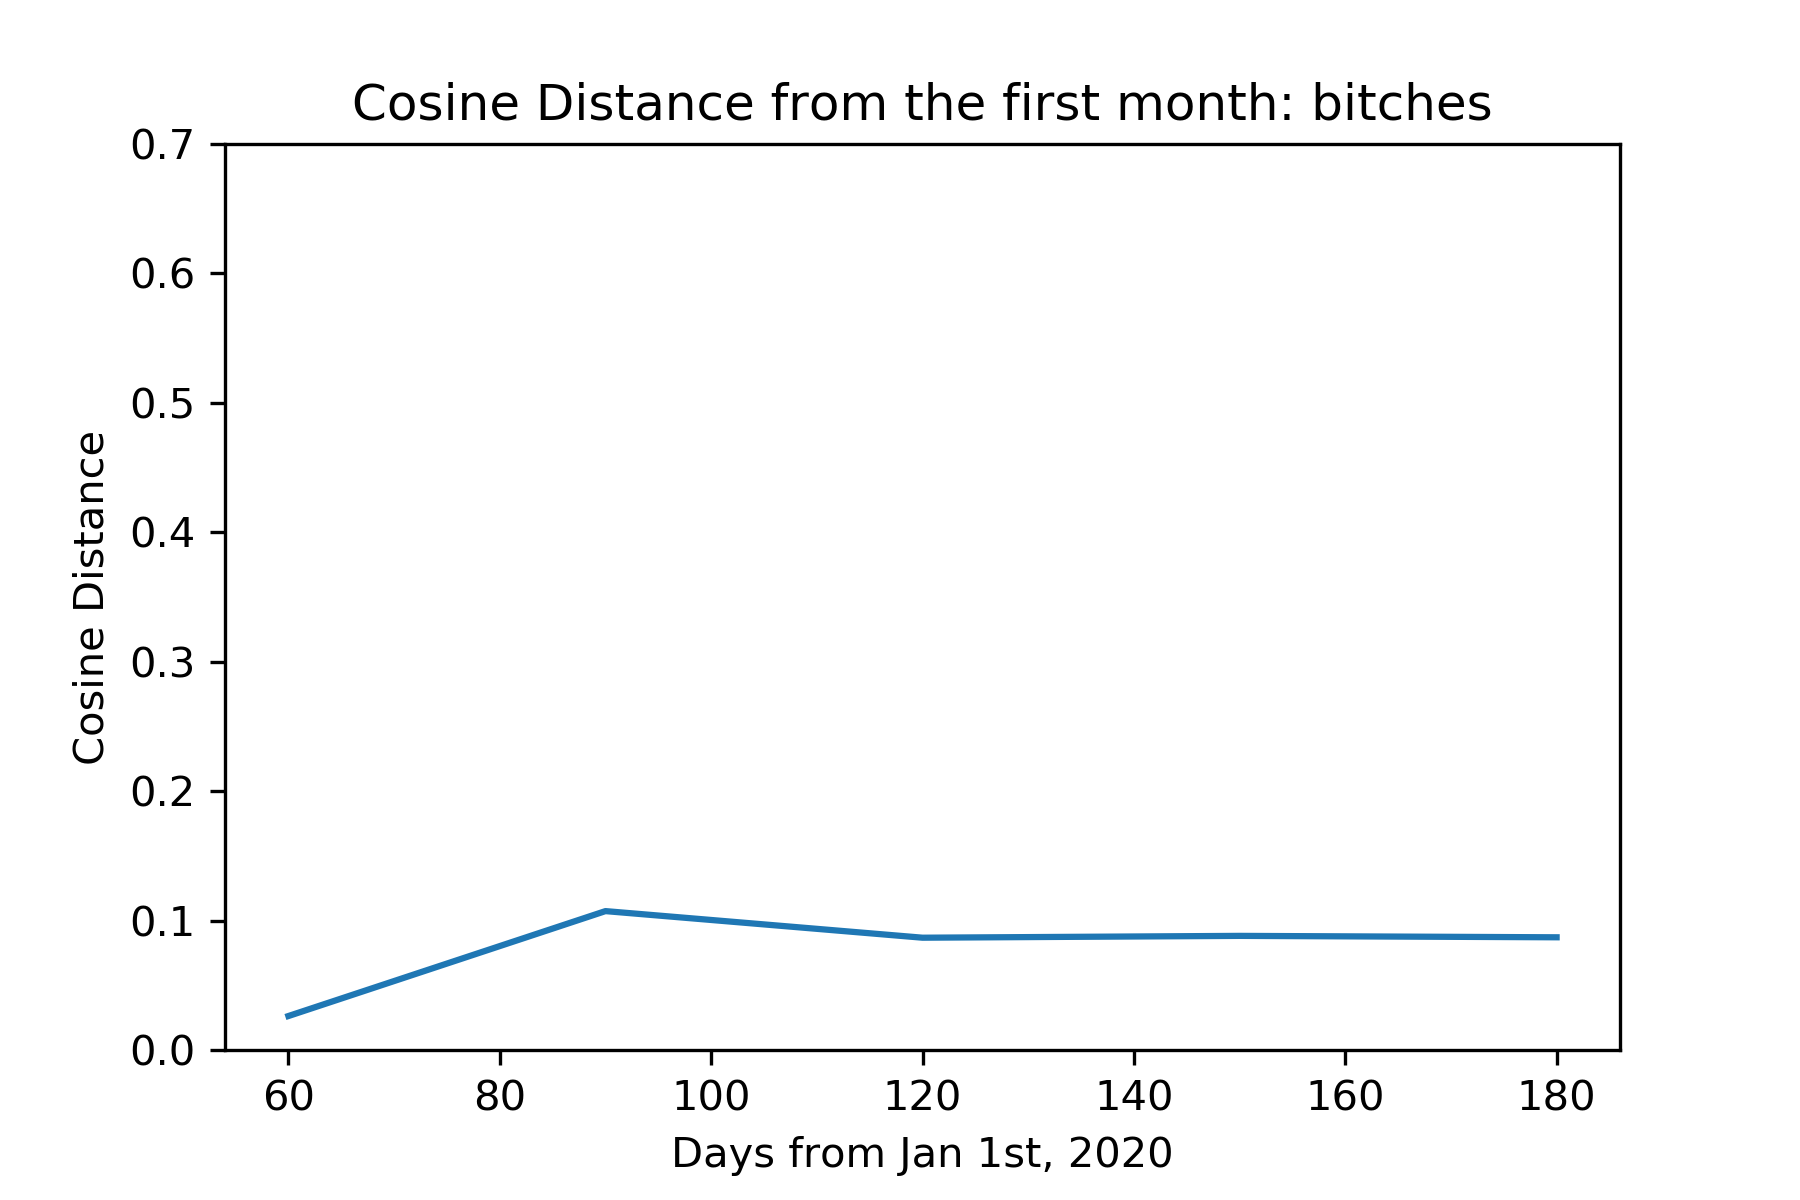 Cosine Distance from the first month: bitches
0.7
0.6
0.5
0.4
0.3
0.2
0.1
0.0
Cosine Distance
60 80 100 120 140 160 180
Days from Jan 1st, 2020